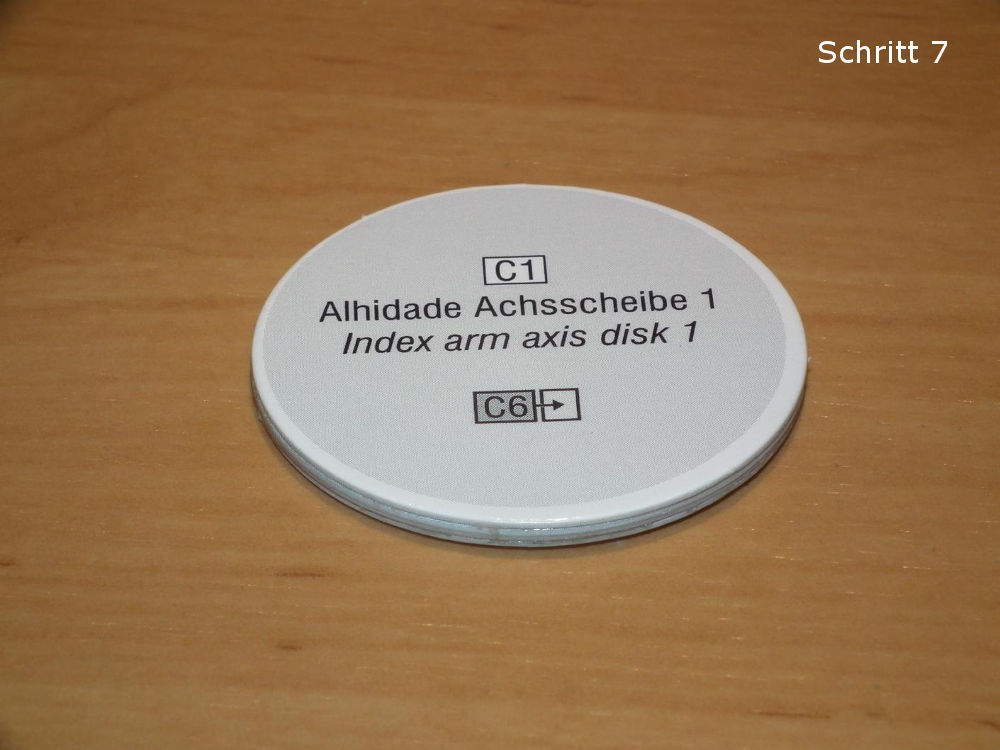 Schritt 7
C1
Alhidade Achsscheibe 1
Index arm axis disk 1
C6